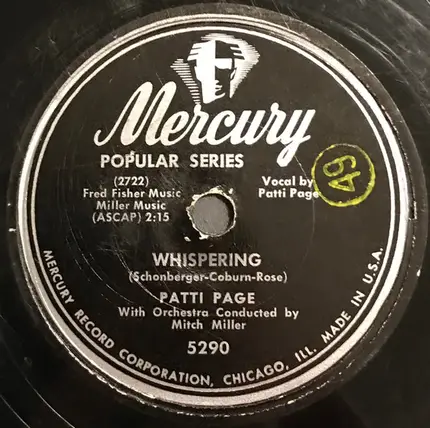 Mercury
POPULAR SERIES
(2722)
Fred Fisher Music
Miller Music
(ASCAP) 2:15
Vocal by
Patti Page
49
WHISPERING
(Schonberger-Coburn-Rose)
PATTI PAGE
With Orchestra Conducted by
Mitch Miller
5290
MERCURY RECORD CORPORATION, CHICAGO, ILL. MADE IN U.S.A.